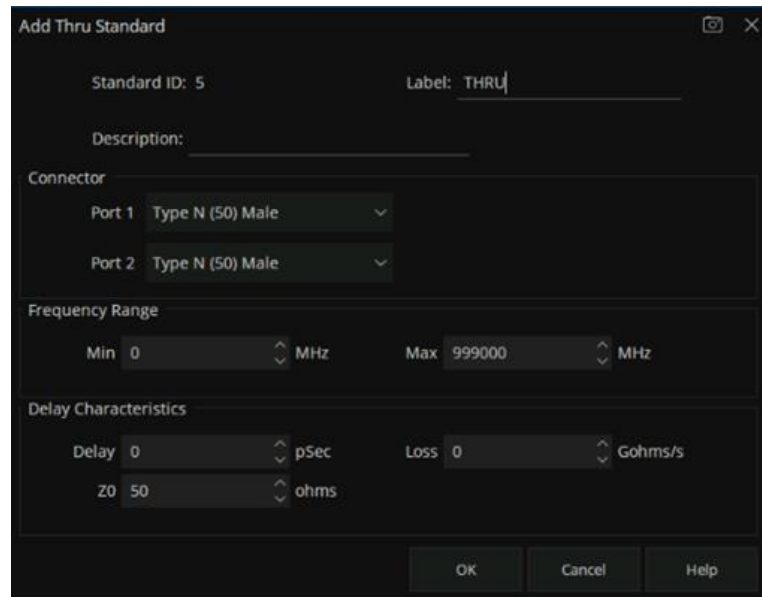 Add Thru Standard
Standard ID: 5 Label: THRU
Description:
Connector
Port 1 Type N (50) Male
Port 2 Type N (50) Male
Frequency Range
Min 0 MHz Max 999000 MHz
Delay Characteristics
Delay 0 pSec Loss 0 Gohms/s
Z0 50 ohms
OK Cancel Help